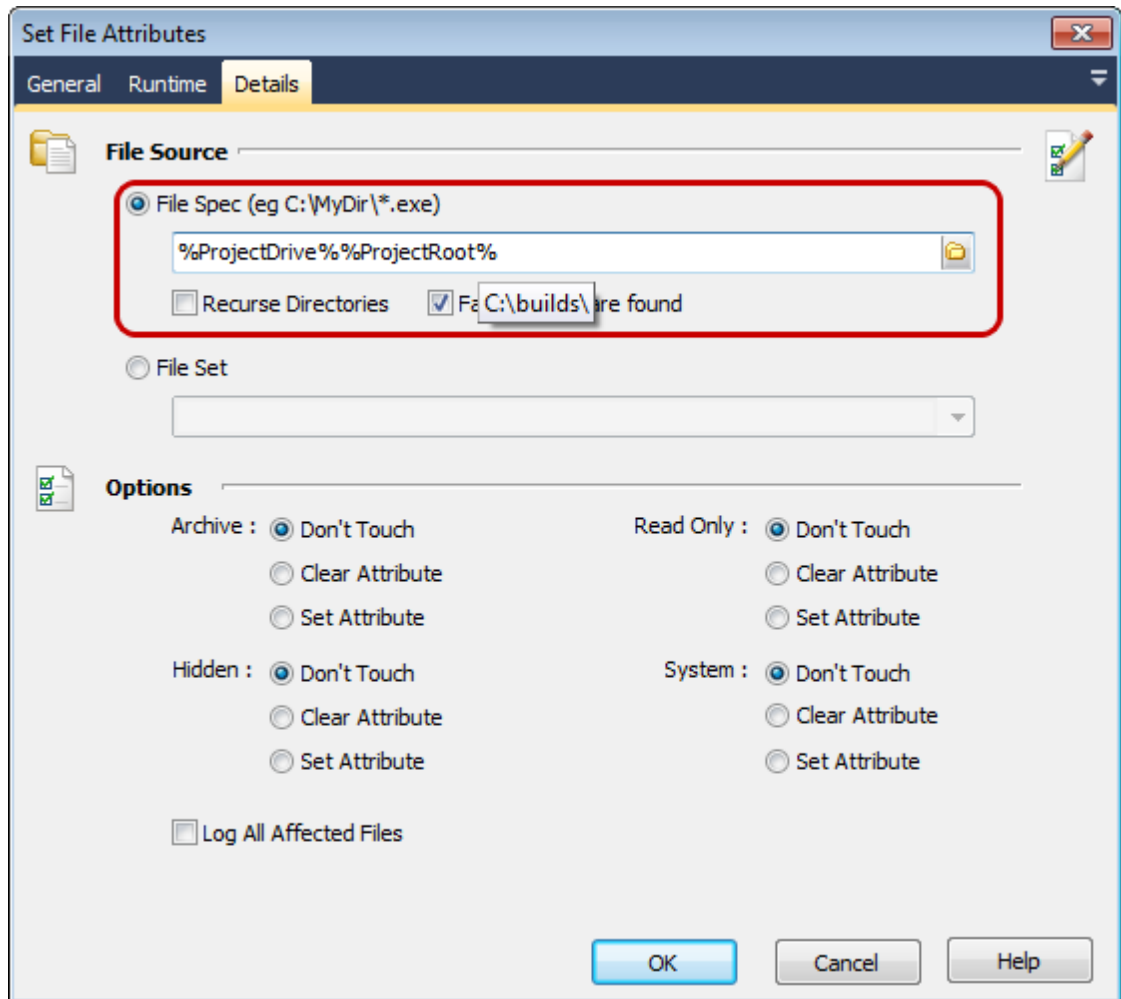 Set File Attributes
General Runtime Details
File Source
File Spec (eg C:\MyDir\*.exe)
%ProjectDrive%%ProjectRoot%
Recurse Directories Fa C:\builds\ are found
File Set
Options
Archive : Don't Touch Read Only : Don't Touch
Clear Attribute Clear Attribute
Set Attribute Set Attribute
Hidden : Don't Touch System : Don't Touch
Clear Attribute Clear Attribute
Set Attribute Set Attribute
Log All Affected Files
OK Cancel Help